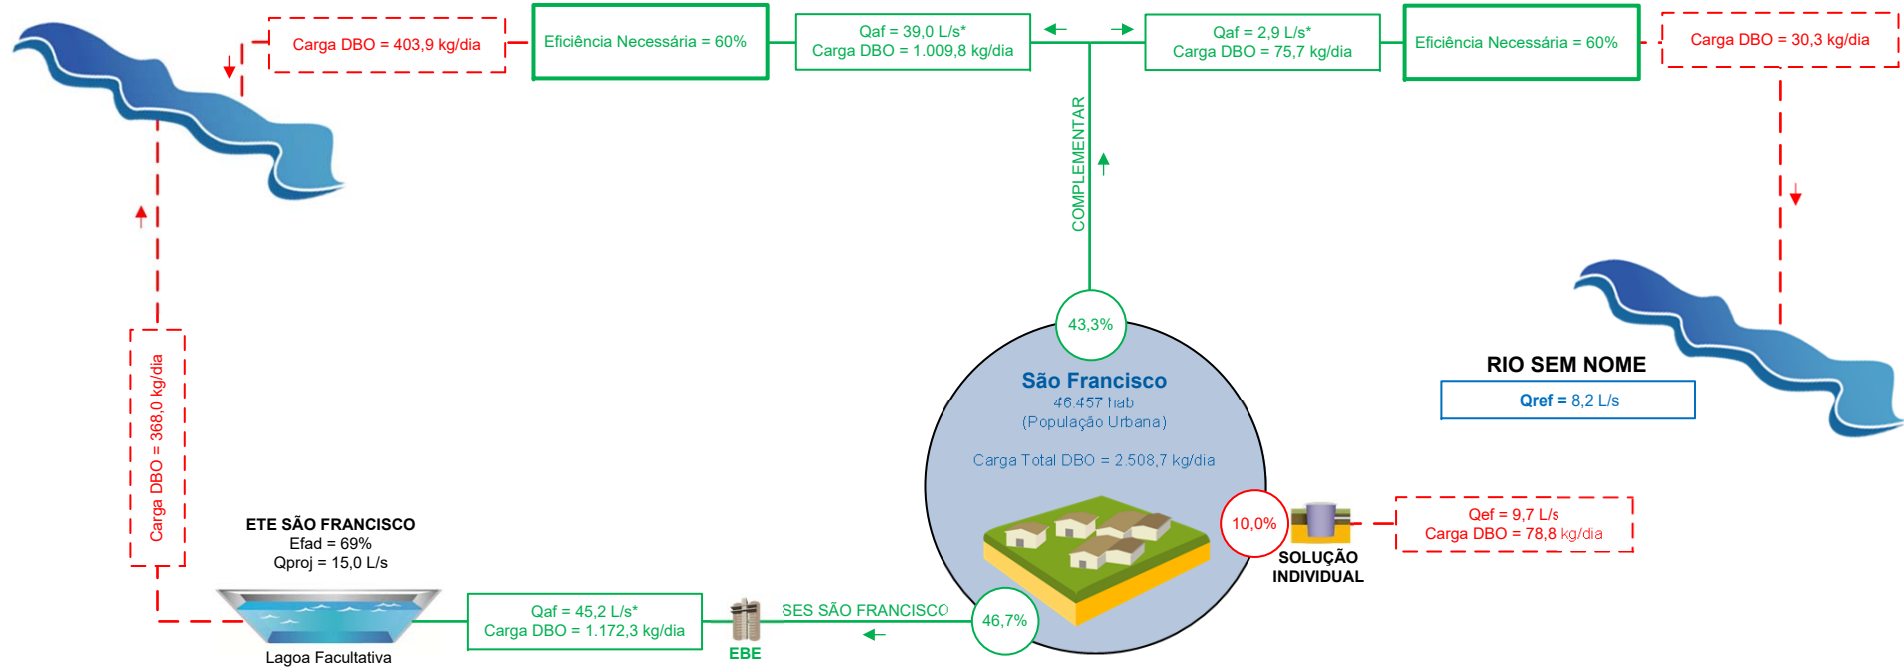 Carga DBO = 403,9 kg/dia
Eficiência Necessária = 60%
Qaf = 39,0 L/s*
Carga DBO = 1.009,8 kg/dia
Qaf = 2,9 L/s*
Carga DBO = 75,7 kg/dia
Eficiência Necessária = 60%
Carga DBO = 30,3 kg/dia
COMPLEMENTAR
43,3%
São Francisco
46.457 hab
(População Urbana)
Carga Total DBO = 2.508,7 kg/dia
RIO SEM NOME
Qref = 8,2 L/s
10,0%
SOLUÇÃO
INDIVIDUAL
Qef = 9,7 L/s
Carga DBO = 78,8 kg/dia
Carga DBO = 368,0 kg/dia
ETE SÃO FRANCISCO
Efad = 69%
Qproj = 15,0 L/s
Lagoa Facultativa
Qaf = 45,2 L/s*
Carga DBO = 1.172,3 kg/dia
EBE
SES SÃO FRANCISCO
46,7%